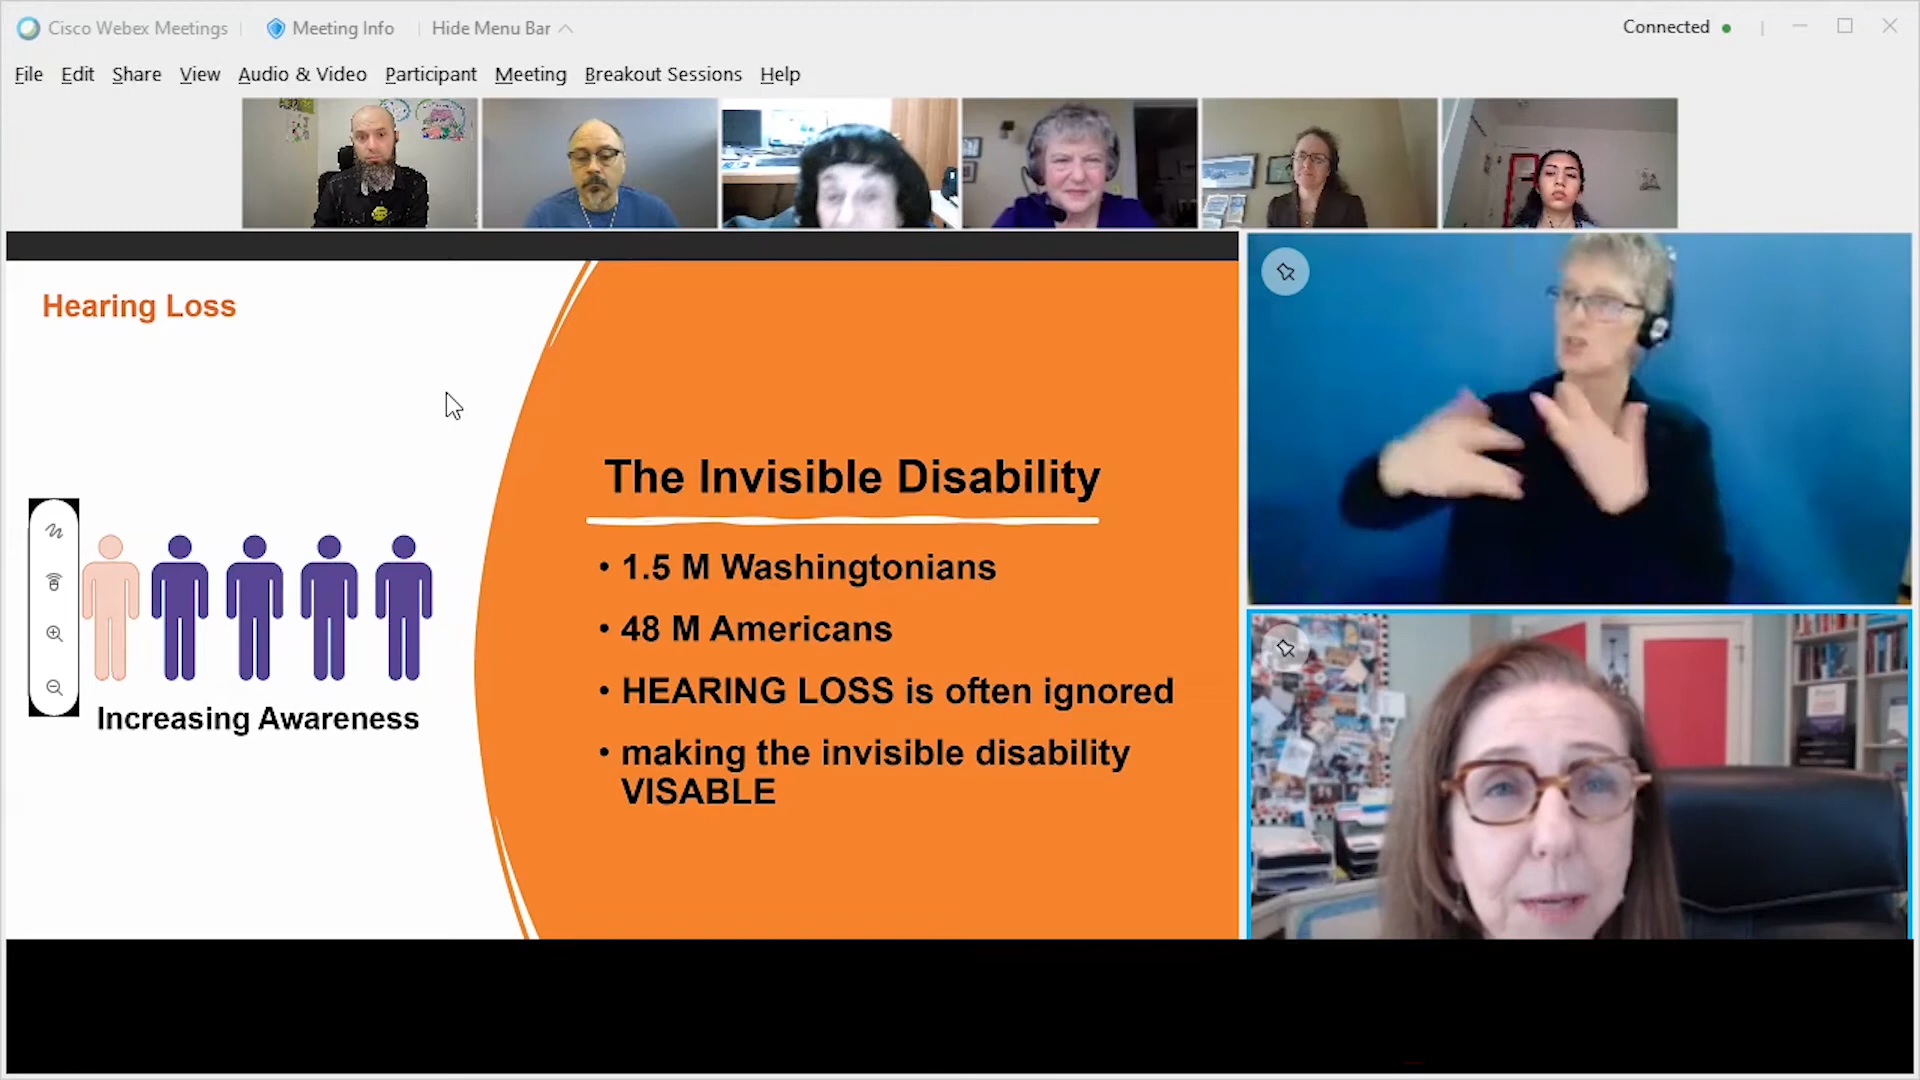 Cisco Webex Meetings
Meeting Info
Hide Menu Bar
Connected
File Edit Share View Audio & Video Participant Meeting Breakout Sessions Help
Hearing Loss
Increasing Awareness
The Invisible Disability
• 1.5 M Washingtonians
• 48 M Americans
• HEARING LOSS is often ignored
• making the invisible disability
VISABLE